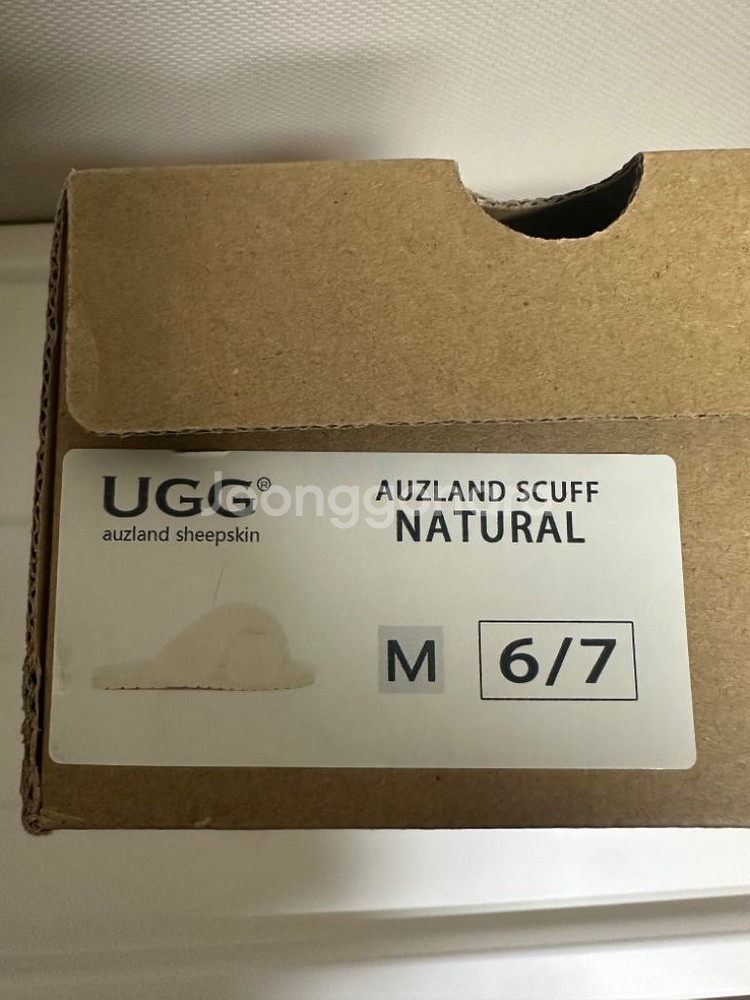 UGG®
auzland sheepskin
AUZLAND SCUFF
NATURAL
M
6/7